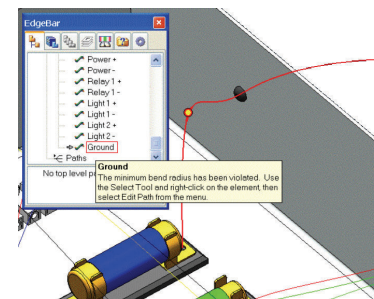 EdgeBar
Power +
Power -
Relay 1 +
Relay 1 -
Light 1 +
Light 1 -
Light 2 +
Light 2 -
Ground
Paths
No top level
Ground
The minimum bend radius has been violated. Use
the Select Tool and right-click on the element, then
select Edit Path from the menu.